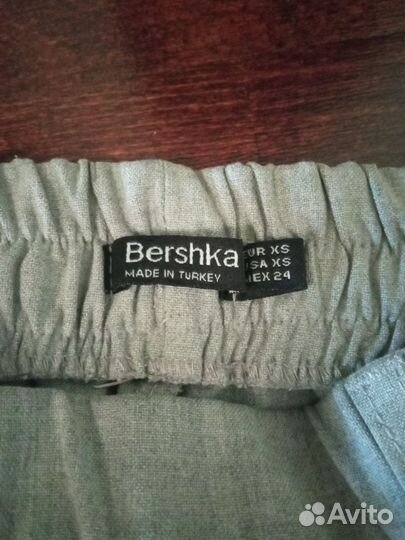 Bershka
MADE IN TURKEY
UR XS
SA XS
EX 24
Avito